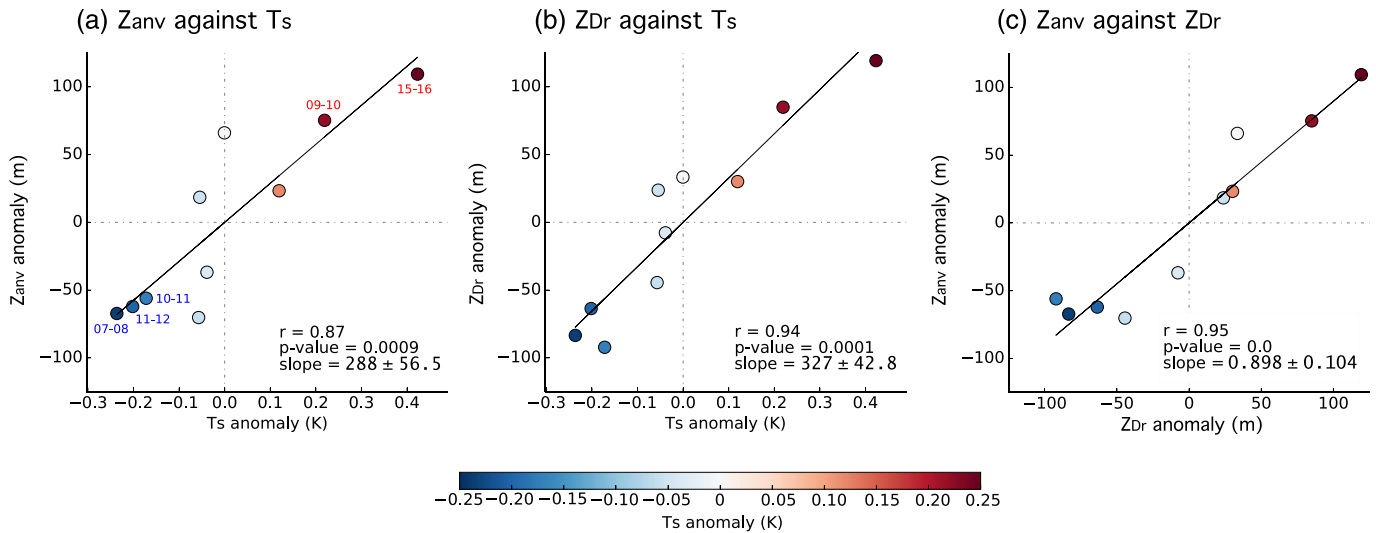 (a) Zanv against Ts
Zanv anomaly (m)
100
50
0
−50
−100
15-16
09-10
10-11
11-12
07-08
r = 0.87
p-value = 0.0009
slope = 288 ± 56.5
−0.3 −0.2 −0.1 0.0 0.1 0.2 0.3 0.4
Ts anomaly (K)
(b) ZDr against Ts
ZDr anomaly (m)
100
50
0
−50
−100
r = 0.94
p-value = 0.0001
slope = 327 ± 42.8
−0.3 −0.2 −0.1 0.0 0.1 0.2 0.3 0.4
Ts anomaly (K)
(c) Zanv against ZDr
Zanv anomaly (m)
100
50
0
−50
−100
r = 0.95
p-value = 0.0
slope = 0.898 ± 0.104
−100 −50 0 50 100
ZDr anomaly (m)
−0.25 −0.20 −0.15 −0.10 −0.05 0 0.05 0.10 0.15 0.20 0.25
Ts anomaly (K)